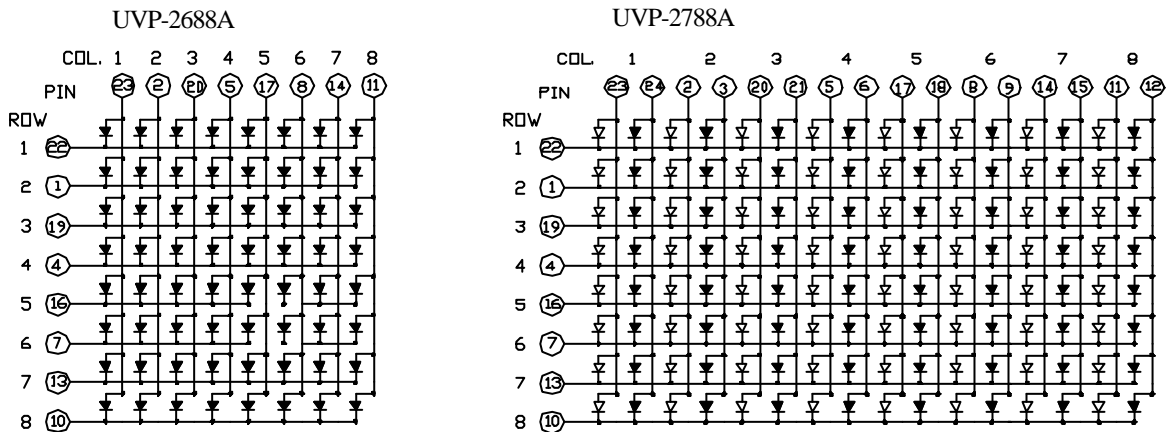 UVP-2688A
UVP-2788A
COL. 1 2 3 4 5 6 7 8
PIN 23 2 20 5 17 8 14 11
ROW
1 22
2 1
3 19
4 4
5 16
6 7
7 13
8 10
COL. 1 2 3 4 5 6 7 8
PIN 23 24 2 3 20 21 5 6 17 18 8 9 14 15 11 12
ROW
1 22
2 1
3 19
4 4
5 16
6 7
7 13
8 10